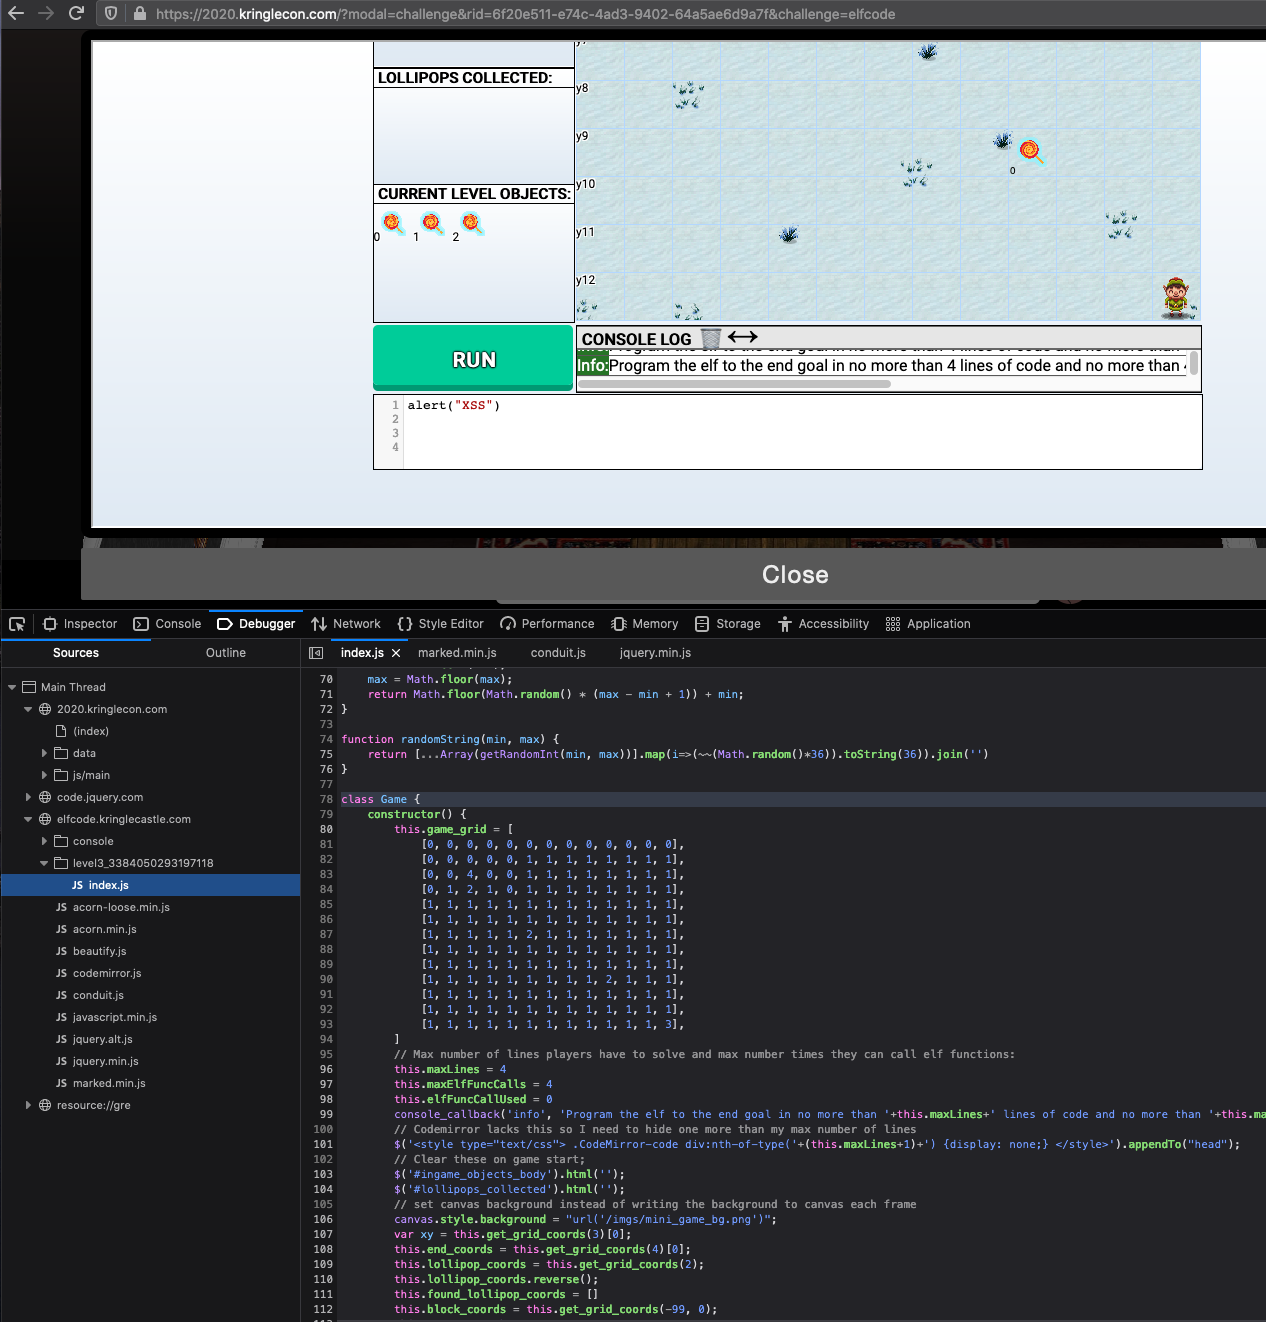 https://2020.kringlecon.com/?modal=challenge&rid=6f20e511-e74c-4ad3-9402-64a5ae6d9a7f&challenge=elfcode
LOLLIPOPS COLLECTED:
y8
y9
0
y10
CURRENT LEVEL OBJECTS:
0 1 2
y11
y12
RUN
CONSOLE LOG
Info:Program the elf to the end goal in no more than 4 lines of code and no more than
1 alert("XSS")
2
3
4
Close
Inspector Console Debugger Network Style Editor Performance Memory Storage Accessibility Application
Sources Outline
index.js marked.min.js conduit.js jquery.min.js
Main Thread
2020.kringlecon.com
(index)
data
js/main
code.jquery.com
elfcode.kringlecastle.com
console
level3_3384050293197118
JS index.js
JS acorn-loose.min.js
JS acorn.min.js
JS beautify.js
JS codemirror.js
JS conduit.js
JS javascript.min.js
JS jquery.alt.js
JS jquery.min.js
JS marked.min.js
resource://gre
70 max = Math.floor(max);
71 return Math.floor(Math.random() * (max - min + 1)) + min;
72 }
73
74 function randomString(min, max) {
75 return [...Array(getRandomInt(min, max))].map(i=>(~~(Math.random()*36)).toString(36)).join('')
76 }
77
78 class Game {
79 constructor() {
80 this.game_grid = [
81 [0, 0, 0, 0, 0, 0, 0, 0, 0, 0, 0, 0, 0],
82 [0, 0, 0, 0, 0, 1, 1, 1, 1, 1, 1, 1, 1],
83 [0, 0, 4, 0, 0, 1, 1, 1, 1, 1, 1, 1, 1],
84 [0, 1, 2, 1, 0, 1, 1, 1, 1, 1, 1, 1, 1],
85 [1, 1, 1, 1, 1, 1, 1, 1, 1, 1, 1, 1, 1],
86 [1, 1, 1, 1, 1, 1, 1, 1, 1, 1, 1, 1, 1],
87 [1, 1, 1, 1, 1, 2, 1, 1, 1, 1, 1, 1, 1],
88 [1, 1, 1, 1, 1, 1, 1, 1, 1, 1, 1, 1, 1],
89 [1, 1, 1, 1, 1, 1, 1, 1, 1, 1, 1, 1, 1],
90 [1, 1, 1, 1, 1, 1, 1, 1, 1, 2, 1, 1, 1],
91 [1, 1, 1, 1, 1, 1, 1, 1, 1, 1, 1, 1, 1],
92 [1, 1, 1, 1, 1, 1, 1, 1, 1, 1, 1, 1, 1],
93 [1, 1, 1, 1, 1, 1, 1, 1, 1, 1, 1, 1, 3],
94 ]
95 // Max number of lines players have to solve and max number times they can call elf functions:
96 this.maxLines = 4
97 this.maxElfFuncCalls = 4
98 this.elfFuncCallUsed = 0
99 console_callback('info', 'Program the elf to the end goal in no more than '+this.maxLines+' lines of code and no more than '+this.ma
100 // Codemirror lacks this so I need to hide one more than my max number of lines
101 $('<style type="text/css"> .CodeMirror-code div:nth-of-type('+(this.maxLines+1)+') {display: none;} </style>').appendTo("head");
102 // Clear these on game start;
103 $('#ingame_objects_body').html('');
104 $('#lollipops_collected').html('');
105 // set canvas background instead of writing the background to canvas each frame
106 canvas.style.background = "url('/imgs/mini_game_bg.png')";
107 var xy = this.get_grid_coords(3)[0];
108 this.end_coords = this.get_grid_coords(4)[0];
109 this.lollipop_coords = this.get_grid_coords(2);
110 this.lollipop_coords.reverse();
111 this.found_lollipop_coords = []
112 this.block_coords = this.get_grid_coords(-99, 0);